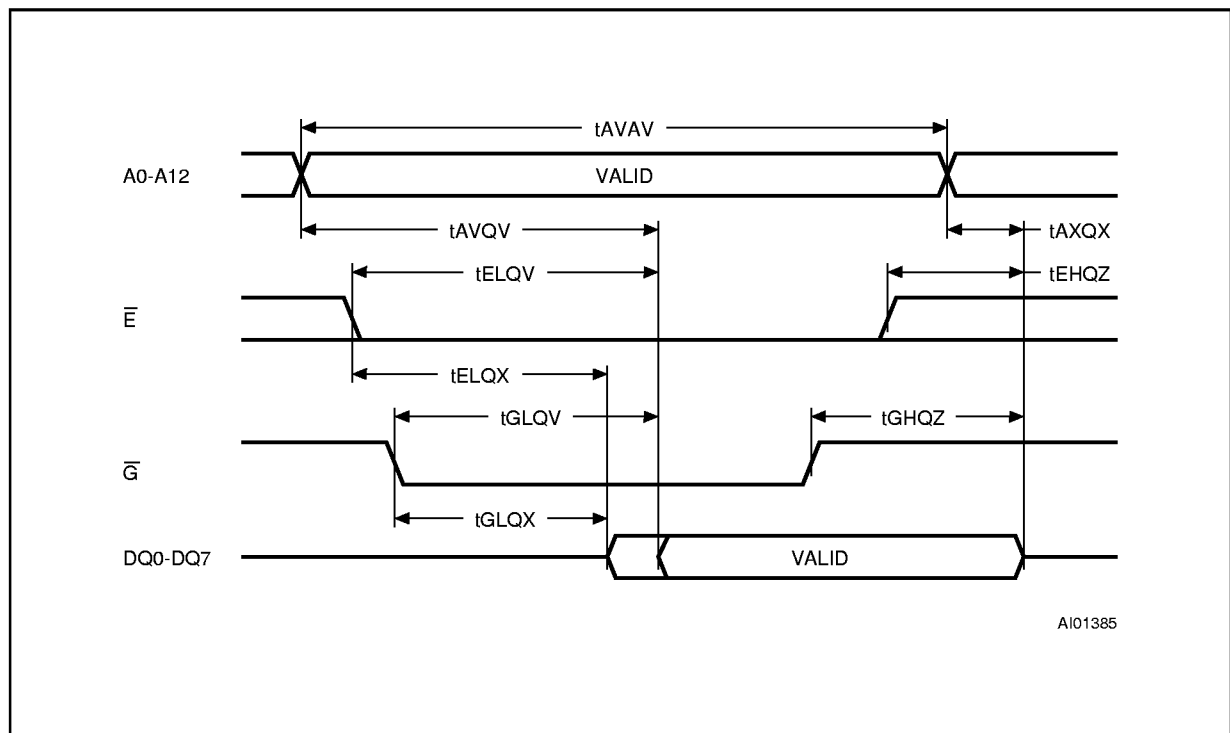 tAVAV
A0-A12
VALID
tAVQV
tAXQX
tELQV
tEHQZ
E̅
tELQX
tGLQV
tGHQZ
G̅
tGLQX
DQ0-DQ7
VALID
AI01385